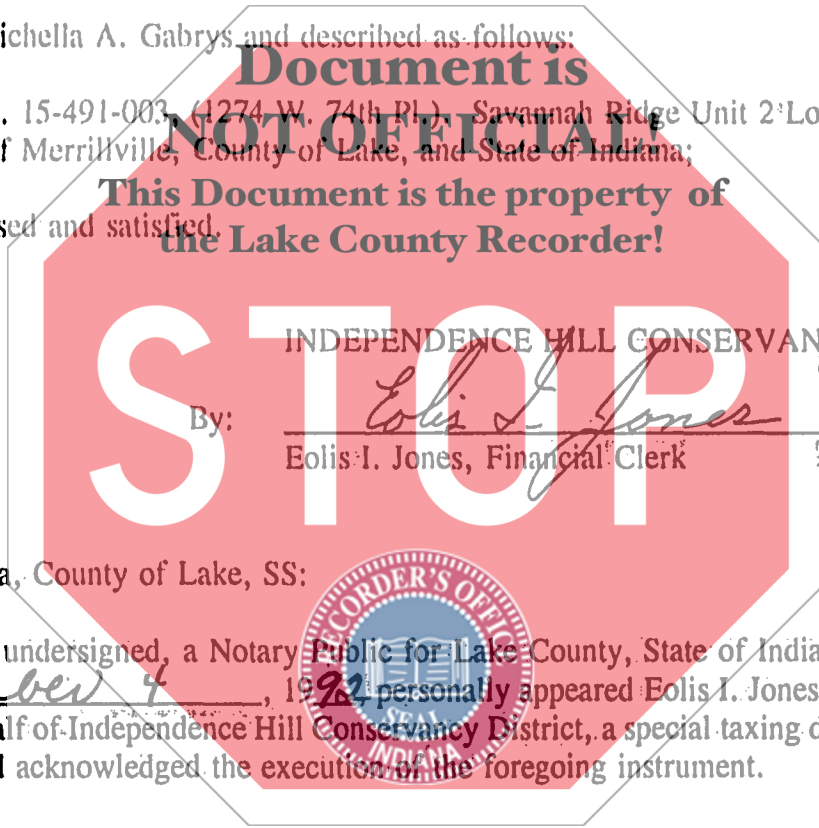 ichella A. Gabrys and described as follows:
Document is
. 15-491-003 (1274 W. 74th Pl.) Savannah Ridge Unit 2 Lo
NOT OFFICIAL!
f Merrillville, County of Lake, and State of Indiana;
This Document is the property of
sed and satisfied.
the Lake County Recorder!
STOP
INDEPENDENCE HILL CONSERVAN
By: Eolis I. Jones
Eolis I. Jones, Financial Clerk
a, County of Lake, SS:
RECORDER'S OFFICE
undersigned, a Notary Public for Lake County, State of India
ber 4, 1992 personally appeared Eolis I. Jones
alf of Independence Hill Conservancy District, a special taxing d
SEAL
INDIANA
l acknowledged the execution of the foregoing instrument.